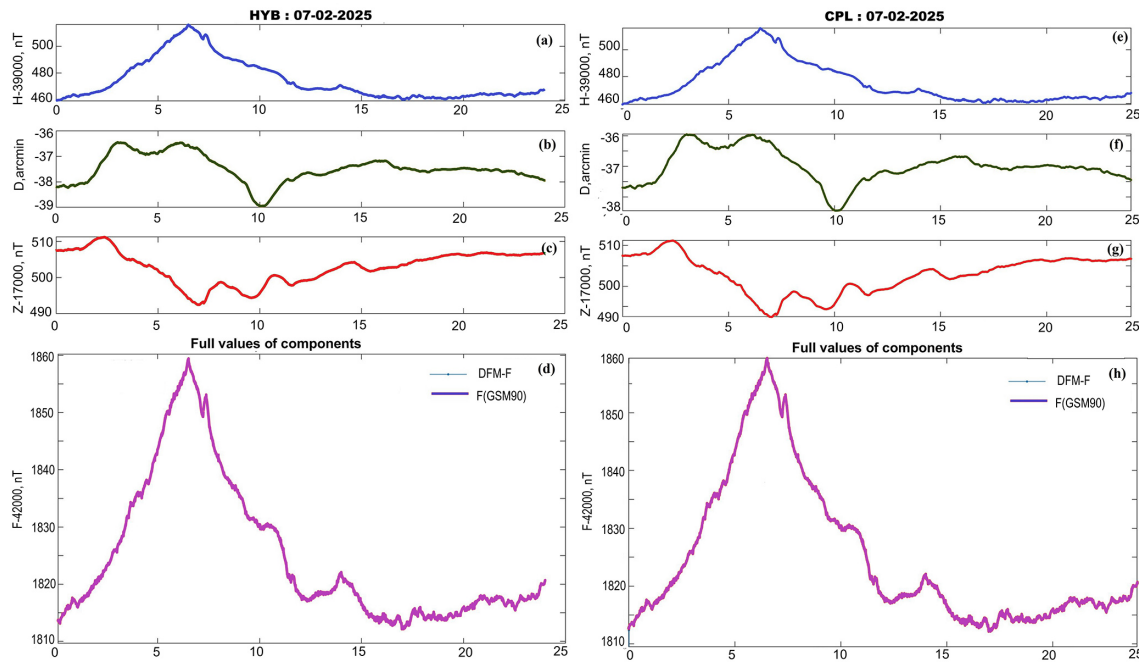 HYB : 07-02-2025
(a)
H-39000, nT
500
480
460
0 5 10 15 20 25
(b)
D,arcmin
-36
-37
-38
-39
0 5 10 15 20 25
(c)
Z-17000, nT
510
500
490
0 5 10 15 20 25
Full values of components
(d)
DFM-F
F(GSM90)
F-42000, nT
1860
1850
1840
1830
1820
1810
0 5 10 15 20 25
CPL : 07-02-2025
(e)
H-39000, nT
500
480
460
0 5 10 15 20 25
(f)
D,arcmin
-36
-37
-38
0 5 10 15 20 25
(g)
Z-17000, nT
510
500
490
0 5 10 15 20 25
Full values of components
(h)
DFM-F
F(GSM90)
F-42000, nT
1860
1850
1840
1830
1820
1810
0 5 10 15 20 25